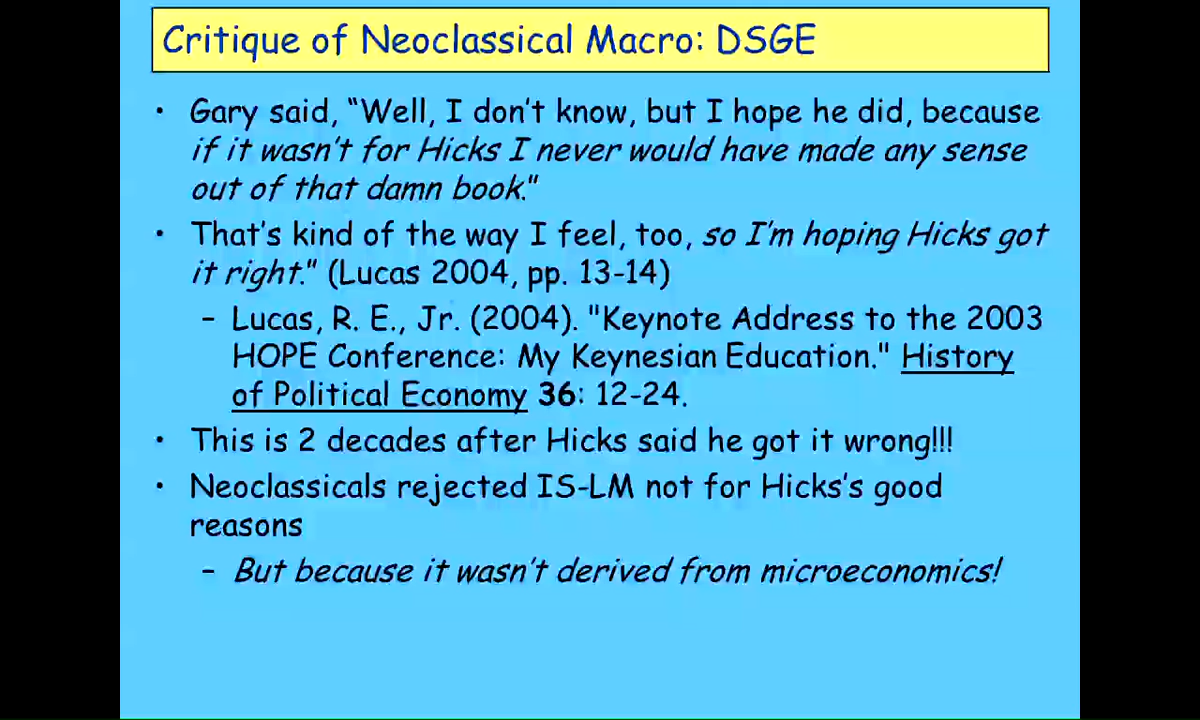 Critique of Neoclassical Macro: DSGE
• Gary said, "Well, I don't know, but I hope he did, because
if it wasn't for Hicks I never would have made any sense
out of that damn book."
• That's kind of the way I feel, too, so I'm hoping Hicks got
it right." (Lucas 2004, pp. 13-14)
– Lucas, R. E., Jr. (2004). "Keynote Address to the 2003
HOPE Conference: My Keynesian Education." History
of Political Economy 36: 12-24.
• This is 2 decades after Hicks said he got it wrong!!!
• Neoclassicals rejected IS-LM not for Hicks's good
reasons
– But because it wasn't derived from microeconomics!